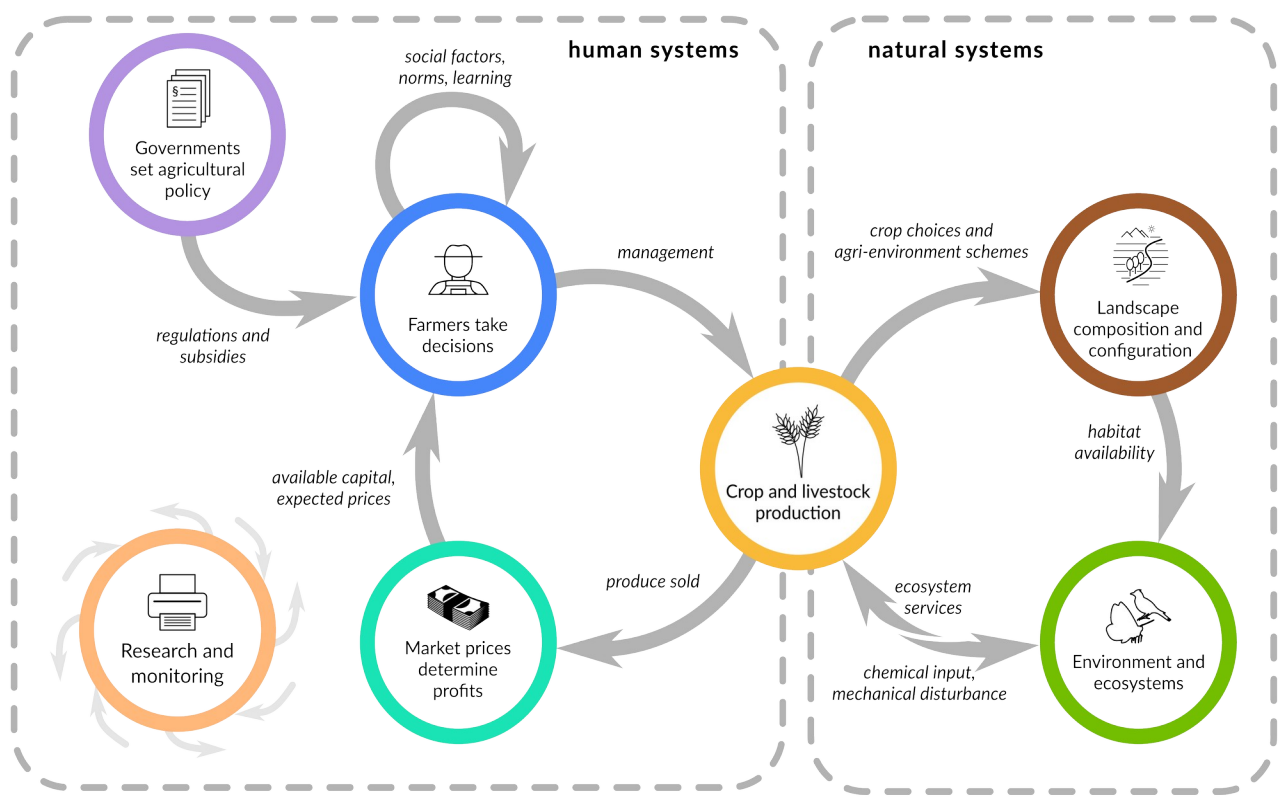 human systems
natural systems
social factors,
norms, learning
§
Governments
set agricultural
policy
regulations and
subsidies
Farmers take
decisions
management
crop choices and
agri-environment schemes
Landscape
composition and
configuration
habitat
availability
available capital,
expected prices
Crop and livestock
production
produce sold
ecosystem
services
chemical input,
mechanical disturbance
Research and
monitoring
Market prices
determine
profits
Environment and
ecosystems